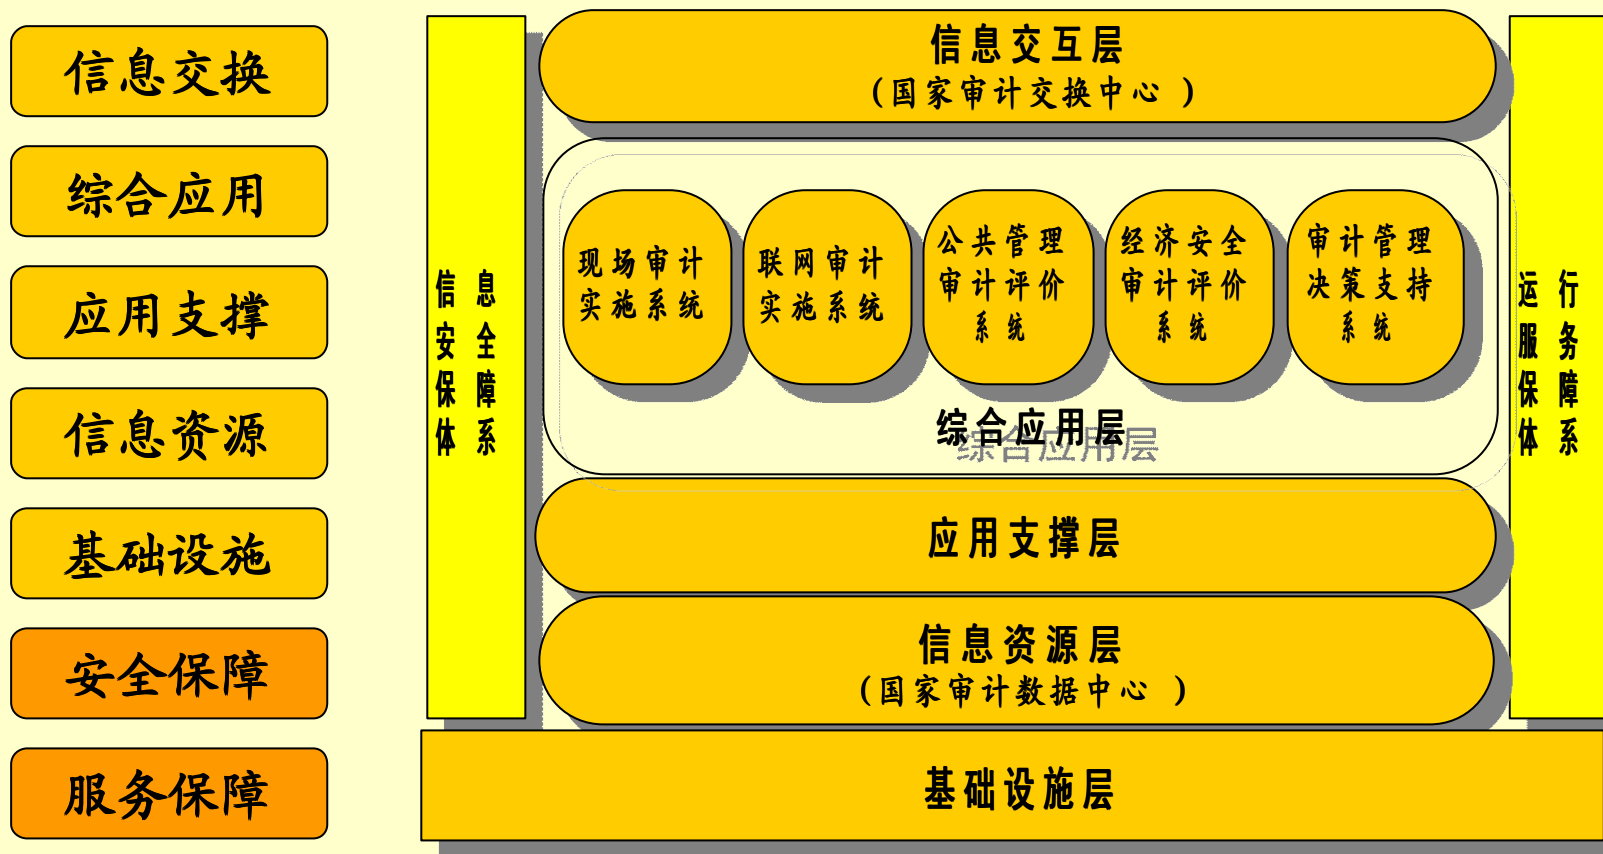 信息交换
综合应用
应用支撑
信息资源
基础设施
安全保障
服务保障
信息
安全
保障
体系
信息交互层
(国家审计交换中心 )
现场审计
实施系统
联网审计
实施系统
公共管理
审计评价
系统
经济安全
审计评价
系统
审计管理
决策支持
系统
综合应用层
应用支撑层
信息资源层
(国家审计数据中心 )
基础设施层
运行
服务
保障
体系